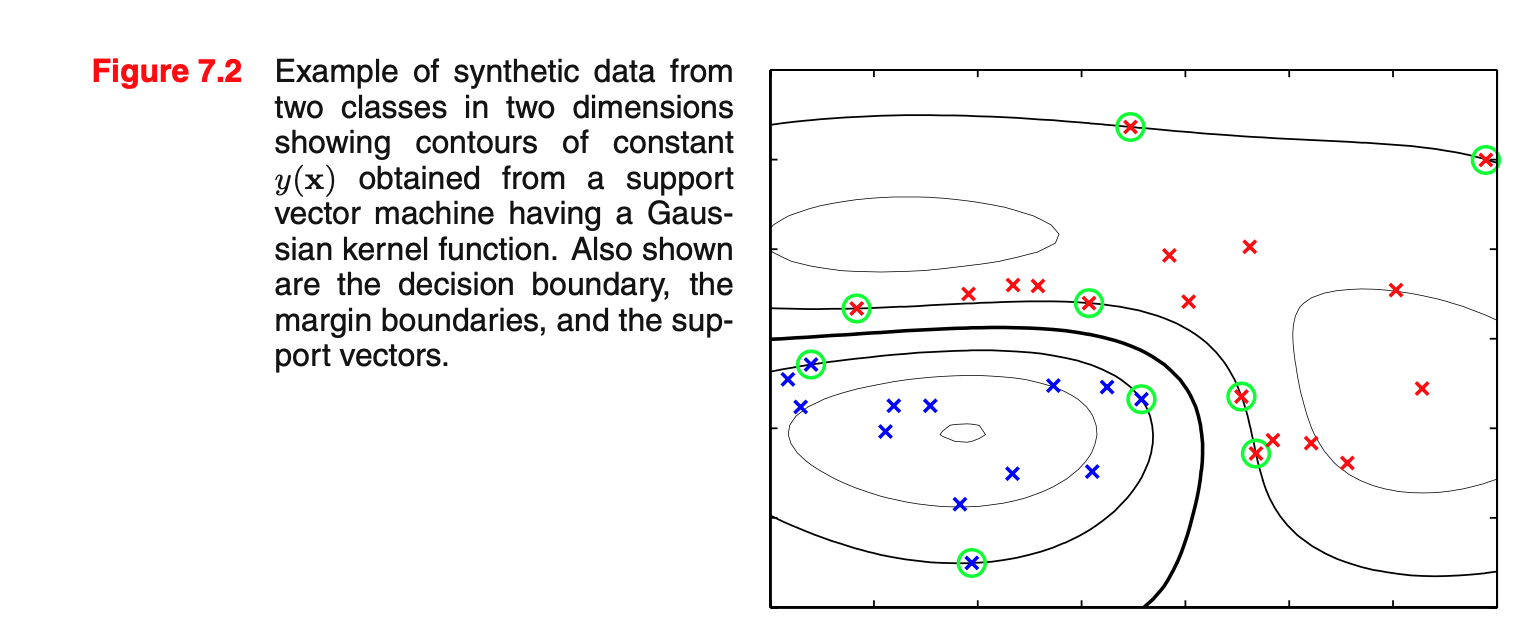 Figure 7.2 Example of synthetic data from
two classes in two dimensions
showing contours of constant
y(x) obtained from a support
vector machine having a Gaus-
sian kernel function. Also shown
are the decision boundary, the
margin boundaries, and the sup-
port vectors.